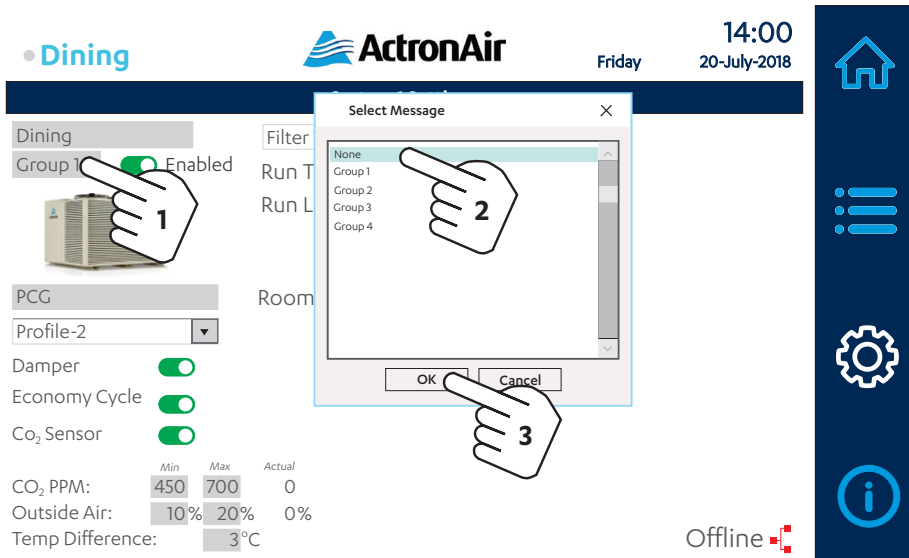 Dining
ActronAir
Friday
14:00
20-July-2018
Select Message
Dining
Group 1
Enabled
Filter
Run T
Run L
1
None
Group 1
Group 2
Group 3
Group 4
2
PCG
Room
Profile-2
OK
Cancel
3
Damper
Economy Cycle
Co₂ Sensor
Min Max Actual
CO₂ PPM: 450 700 0
Outside Air: 10% 20% 0%
Temp Difference: 3°C
Offline